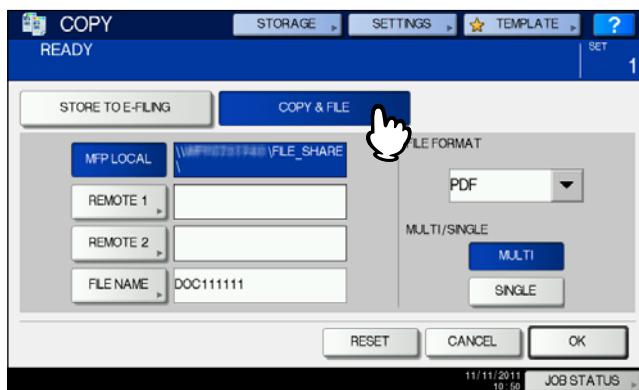 COPY
STORAGE
SETTINGS
TEMPLATE
?
READY
SET
1
STORE TO E-FILING
COPY & FILE
MFP LOCAL
\\ \FILE_SHARE
\
FILE FORMAT
PDF
REMOTE 1
REMOTE 2
MULTI/SINGLE
MULTI
FILE NAME
DOC111111
SINGLE
RESET
CANCEL
OK
11/11/2011
10:50
JOB STATUS